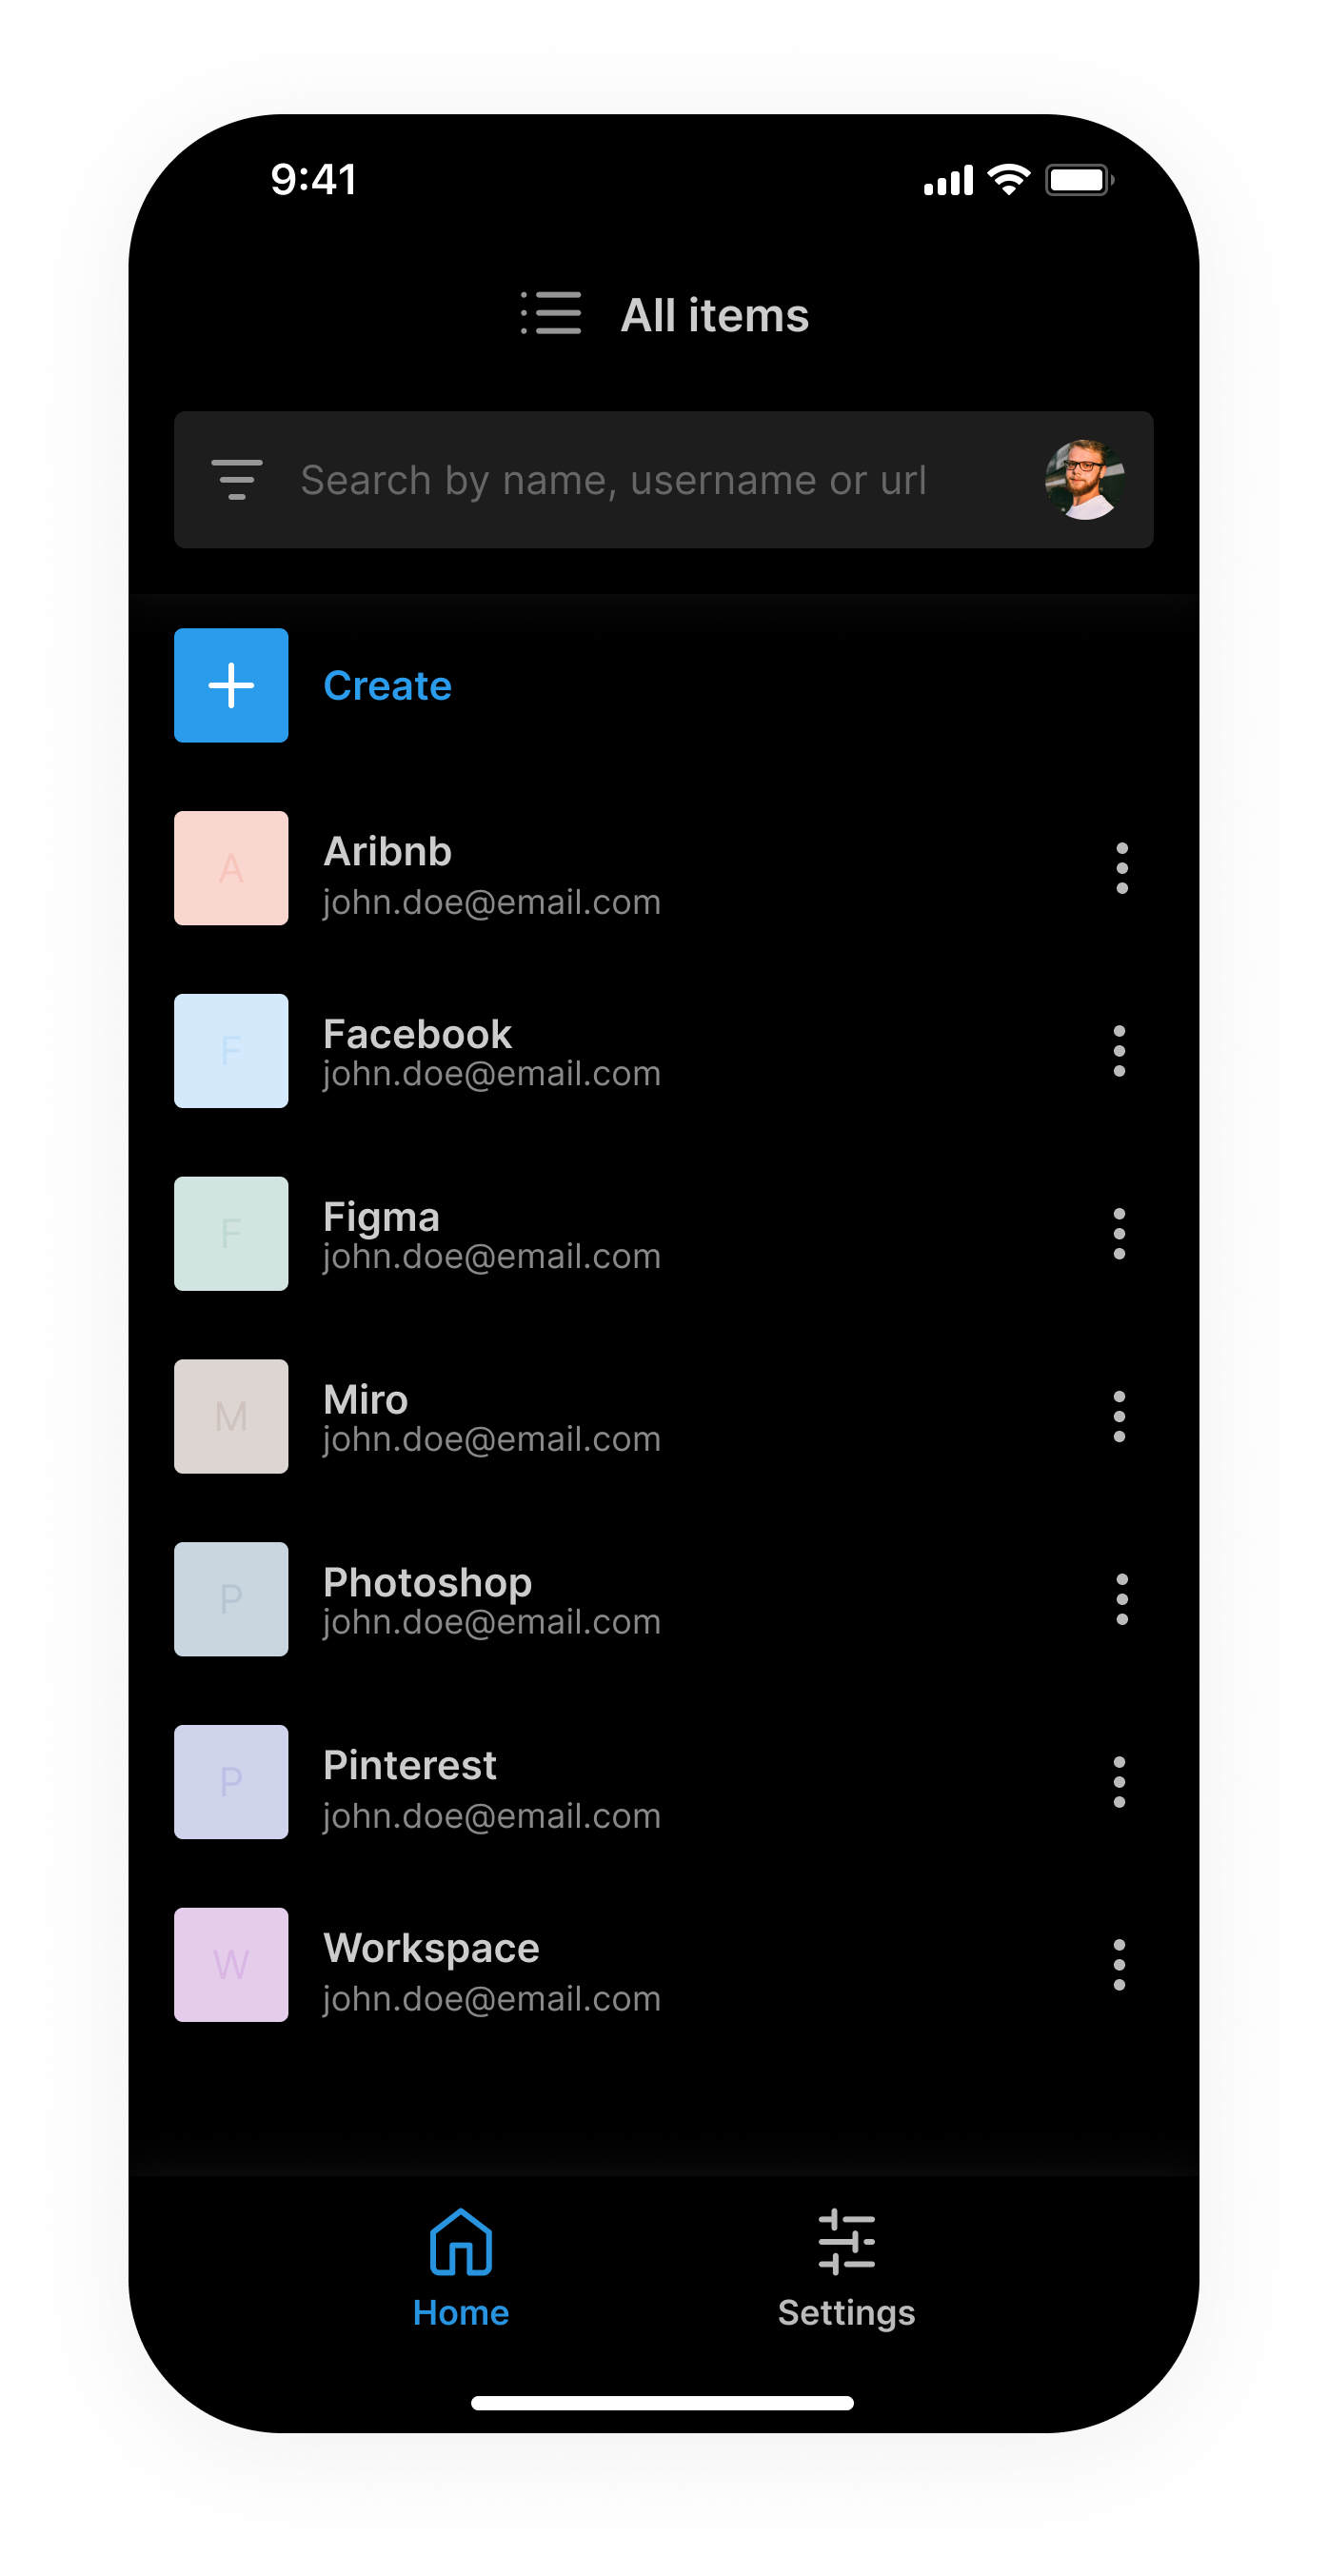 9:41
All items
Search by name, username or url
Create
A
Aribnb
john.doe@email.com
F
Facebook
john.doe@email.com
F
Figma
john.doe@email.com
M
Miro
john.doe@email.com
P
Photoshop
john.doe@email.com
P
Pinterest
john.doe@email.com
W
Workspace
john.doe@email.com
Home
Settings